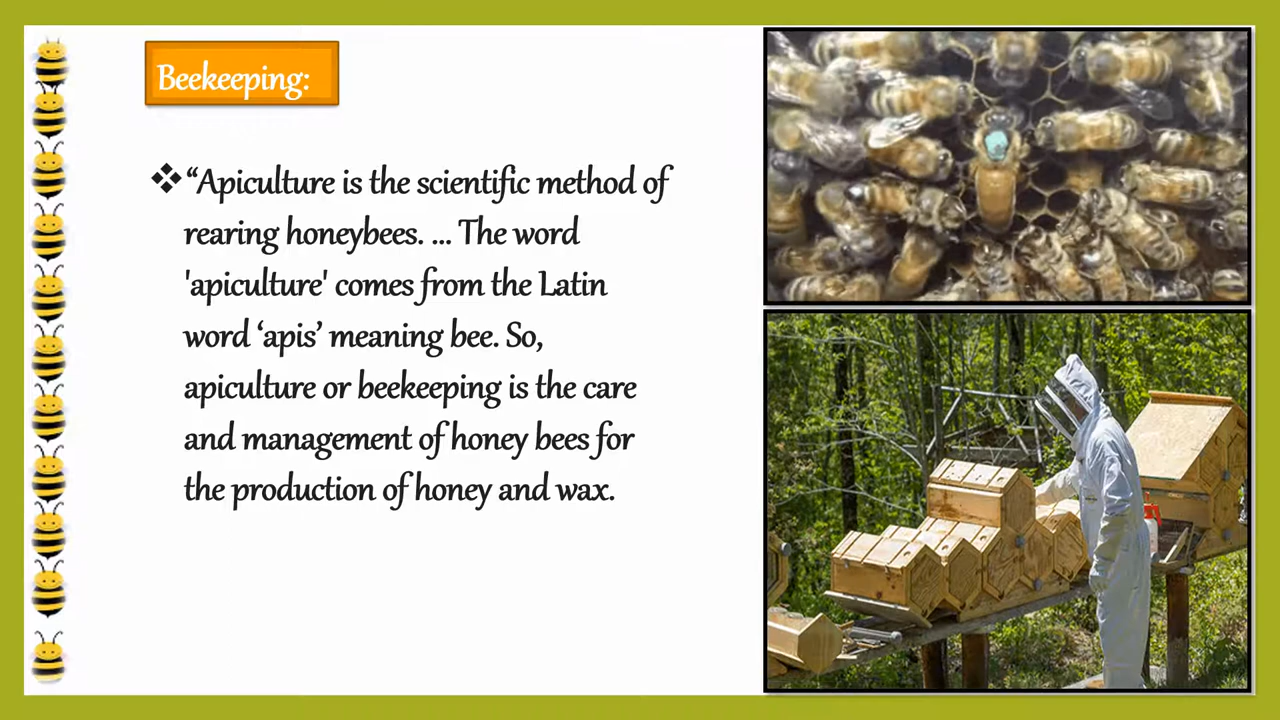 Beekeeping:
❖“Apiculture is the scientific method of
rearing honeybees. ... The word
'apiculture' comes from the Latin
word ‘apis’ meaning bee. So,
apiculture or beekeeping is the care
and management of honey bees for
the production of honey and wax.